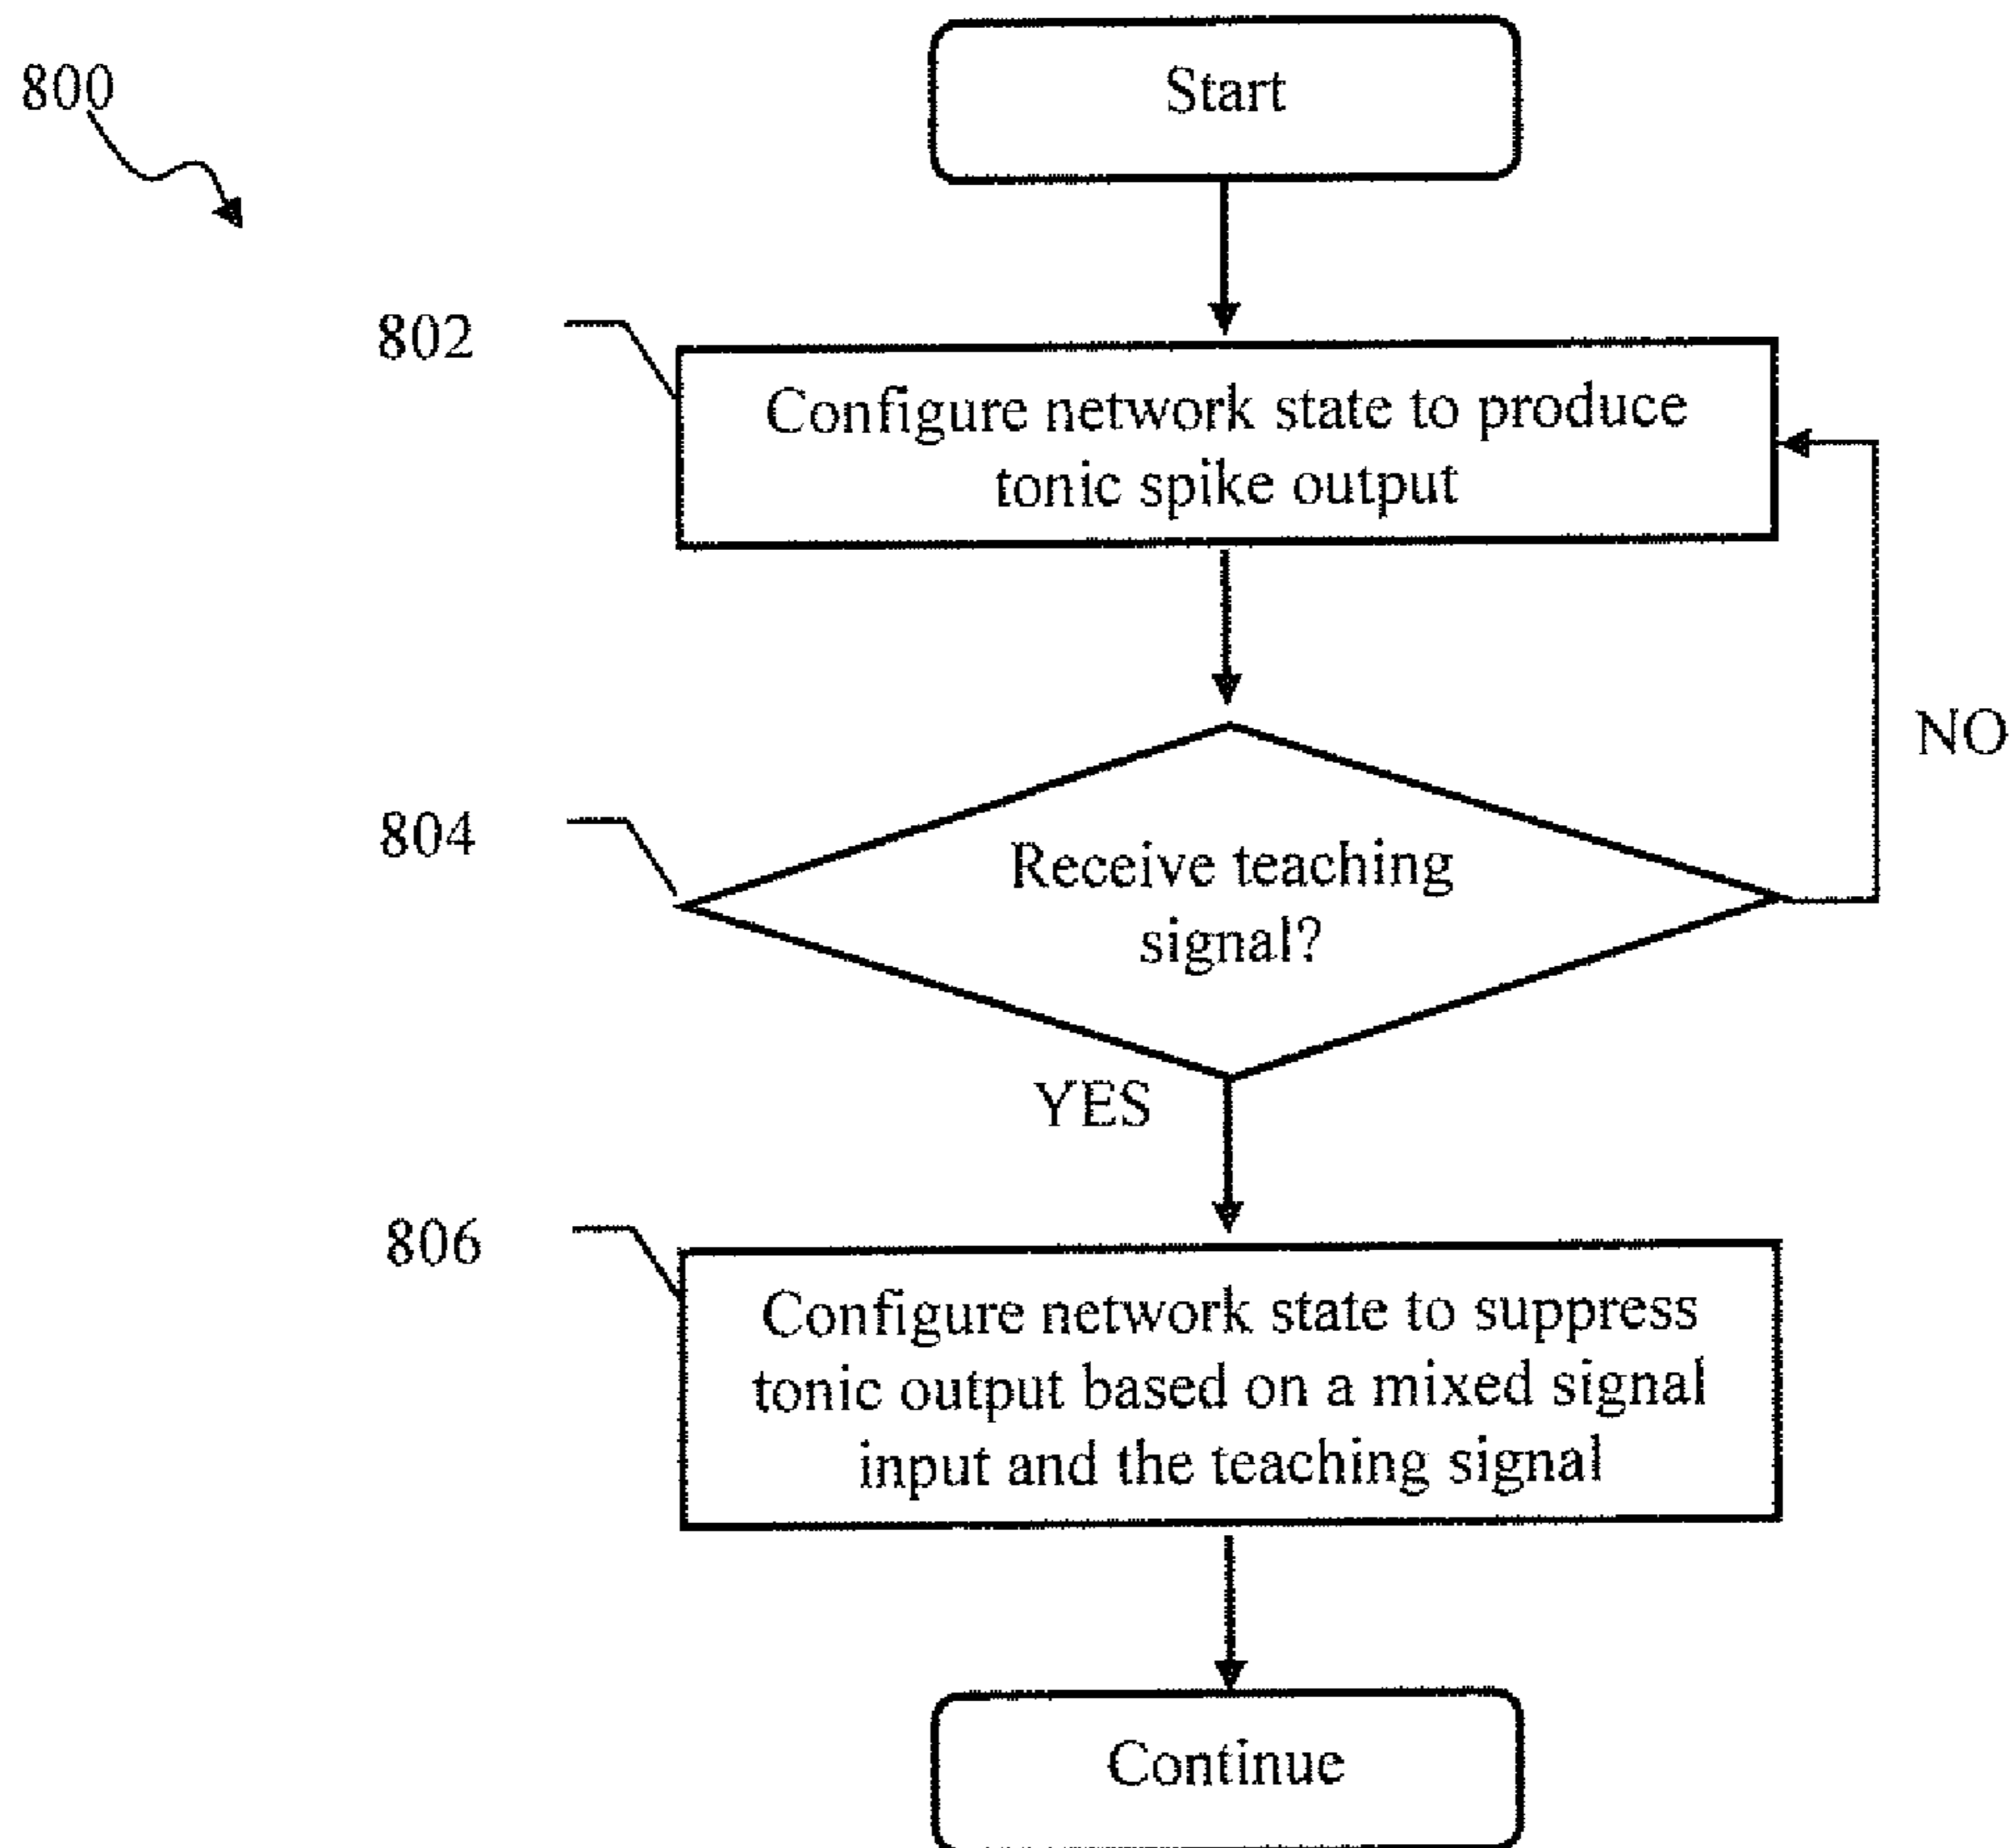 800
Start
802
Configure network state to produce
tonic spike output
804
Receive teaching
signal?
NO
YES
806
Configure network state to suppress
tonic output based on a mixed signal
input and the teaching signal
Continue